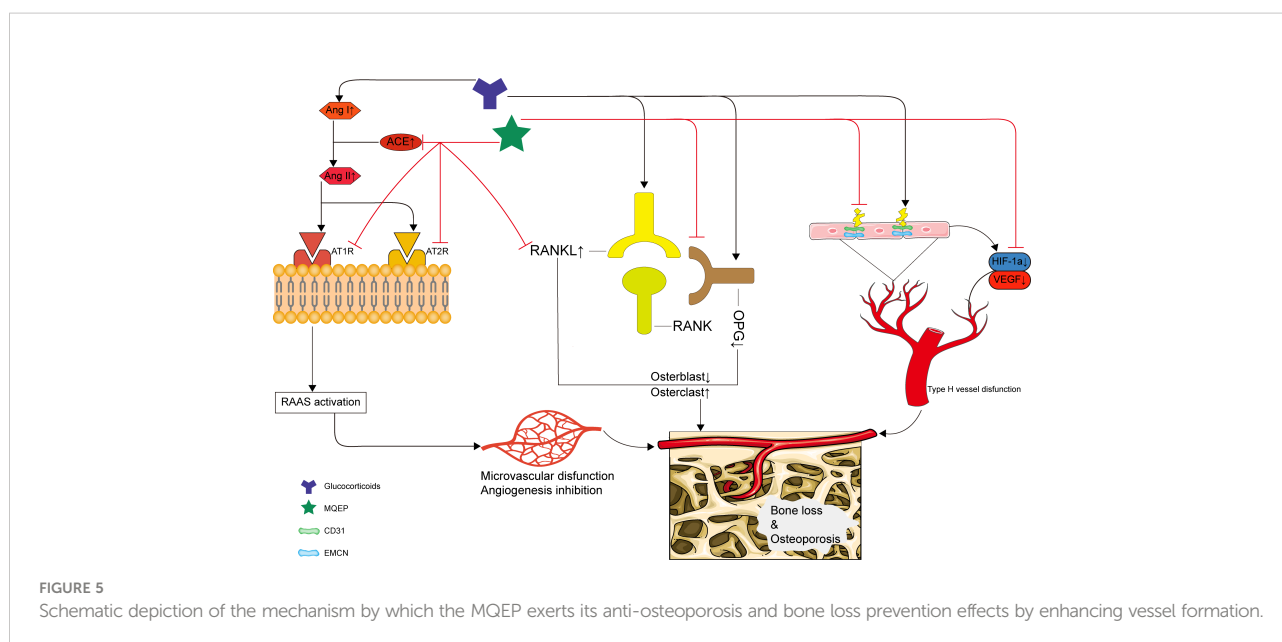 Ang I↑
ACE↑
Ang II↑
AT1R
AT2R
RANKL↑
RANK
OPG↓
HIF-1a↓
VEGF↓
Osterblast↓
Osterclast↑
Type H vessel disfunction
RAAS activation
Microvascular disfunction
Angiogenesis inhibition
Bone loss
&
Osteoporosis
Glucocorticoids
MQEP
CD31
EMCN
FIGURE 5
Schematic depiction of the mechanism by which the MQEP exerts its anti-osteoporosis and bone loss prevention effects by enhancing vessel formation.